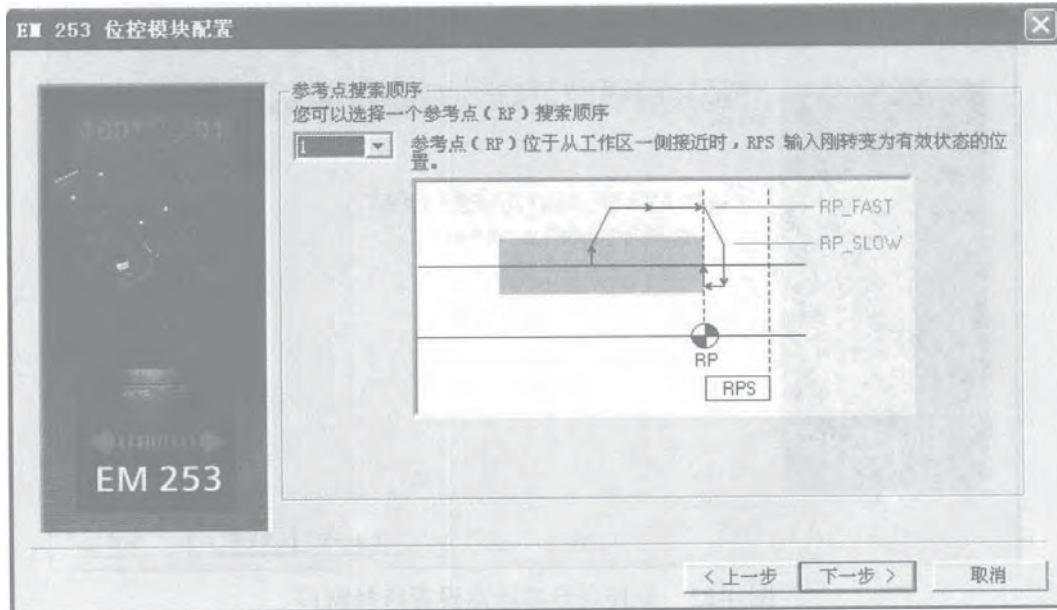 EM 253 位控模块配置
参考点搜索顺序
您可以选择一个参考点(RP)搜索顺序
1
参考点(RP)位于从工作区一侧接近时,RPS 输入刚转变为有效状态的位
置。
RP_FAST
RP_SLOW
RP
RPS
EM 253
<上一步
下一步 >
取消